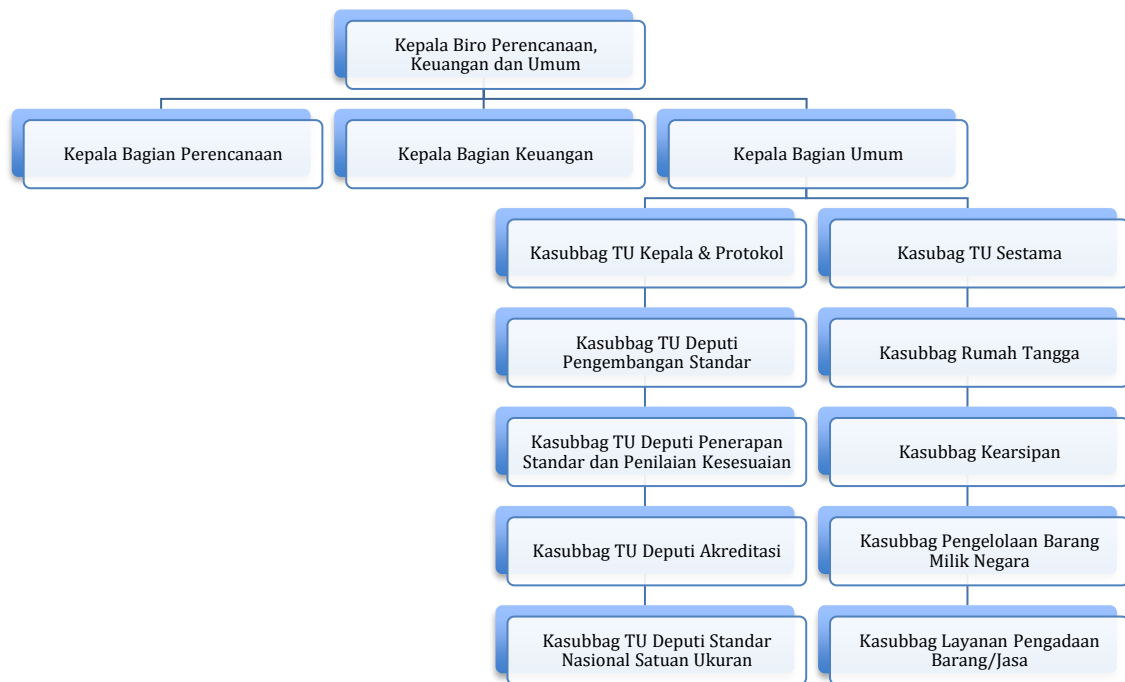 Kepala Biro Perencanaan,
Keuangan dan Umum
Kepala Bagian Perencanaan
Kepala Bagian Keuangan
Kepala Bagian Umum
Kasubbag TU Kepala & Protokol
Kasubag TU Sestama
Kasubbag TU Deputi
Pengembangan Standar
Kasubbag Rumah Tangga
Kasubbag TU Deputi Penerapan
Standar dan Penilaian Kesesuaian
Kasubbag Kearsipan
Kasubbag TU Deputi Akreditasi
Kasubbag Pengelolaan Barang
Milik Negara
Kasubbag TU Deputi Standar
Nasional Satuan Ukuran
Kasubbag Layanan Pengadaan
Barang/Jasa